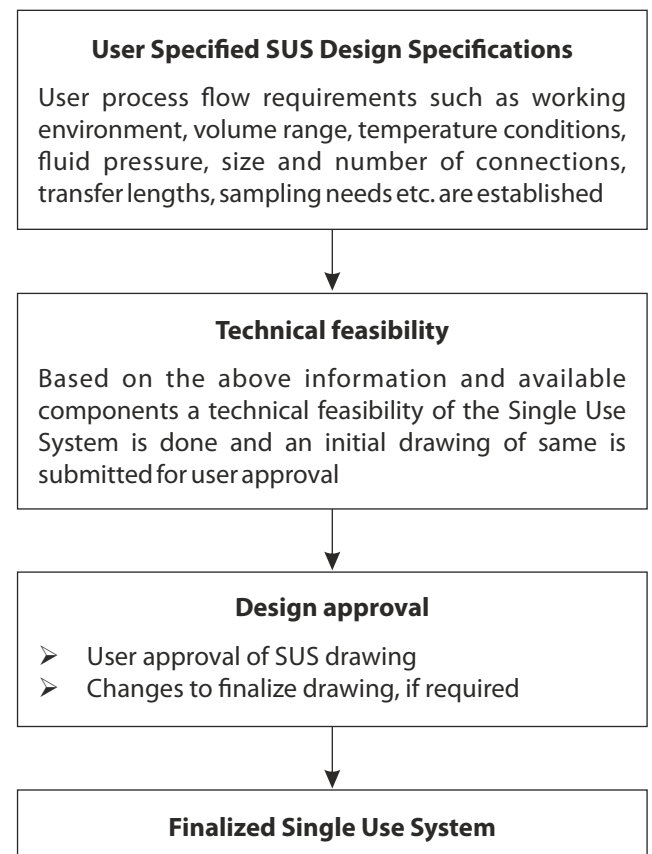 User Specified SUS Design Specifications
User process flow requirements such as working
environment, volume range, temperature conditions,
fluid pressure, size and number of connections,
transfer lengths, sampling needs etc. are established
Technical feasibility
Based on the above information and available
components a technical feasibility of the Single Use
System is done and an initial drawing of same is
submitted for user approval
Design approval
➢ User approval of SUS drawing
➢ Changes to finalize drawing, if required
Finalized Single Use System